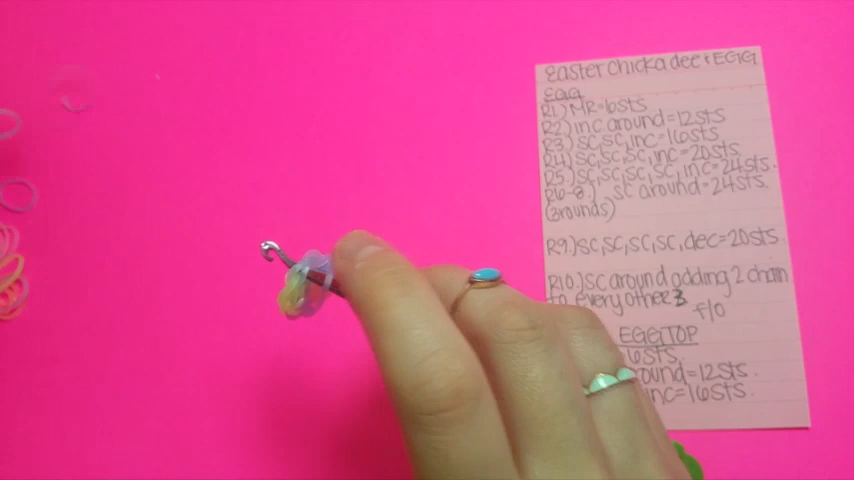 Easter Chickadee & EGG
EGG
R1.) MR=6sts
R2.) inc around=12sts
R3.) SC, SC, inc=16sts
R4.) SC, SC, SC, inc=20sts
R5.) SC, SC, SC, SC, inc=24sts.
R6-8.) SC around=24sts.
(3rounds)
R9.) SC, SC, SC, SC, dec=20sts
R10.) SC around adding 2 chain
to every other 3
f/o
EGG TOP
6sts.
round=12sts.
inc=16sts.